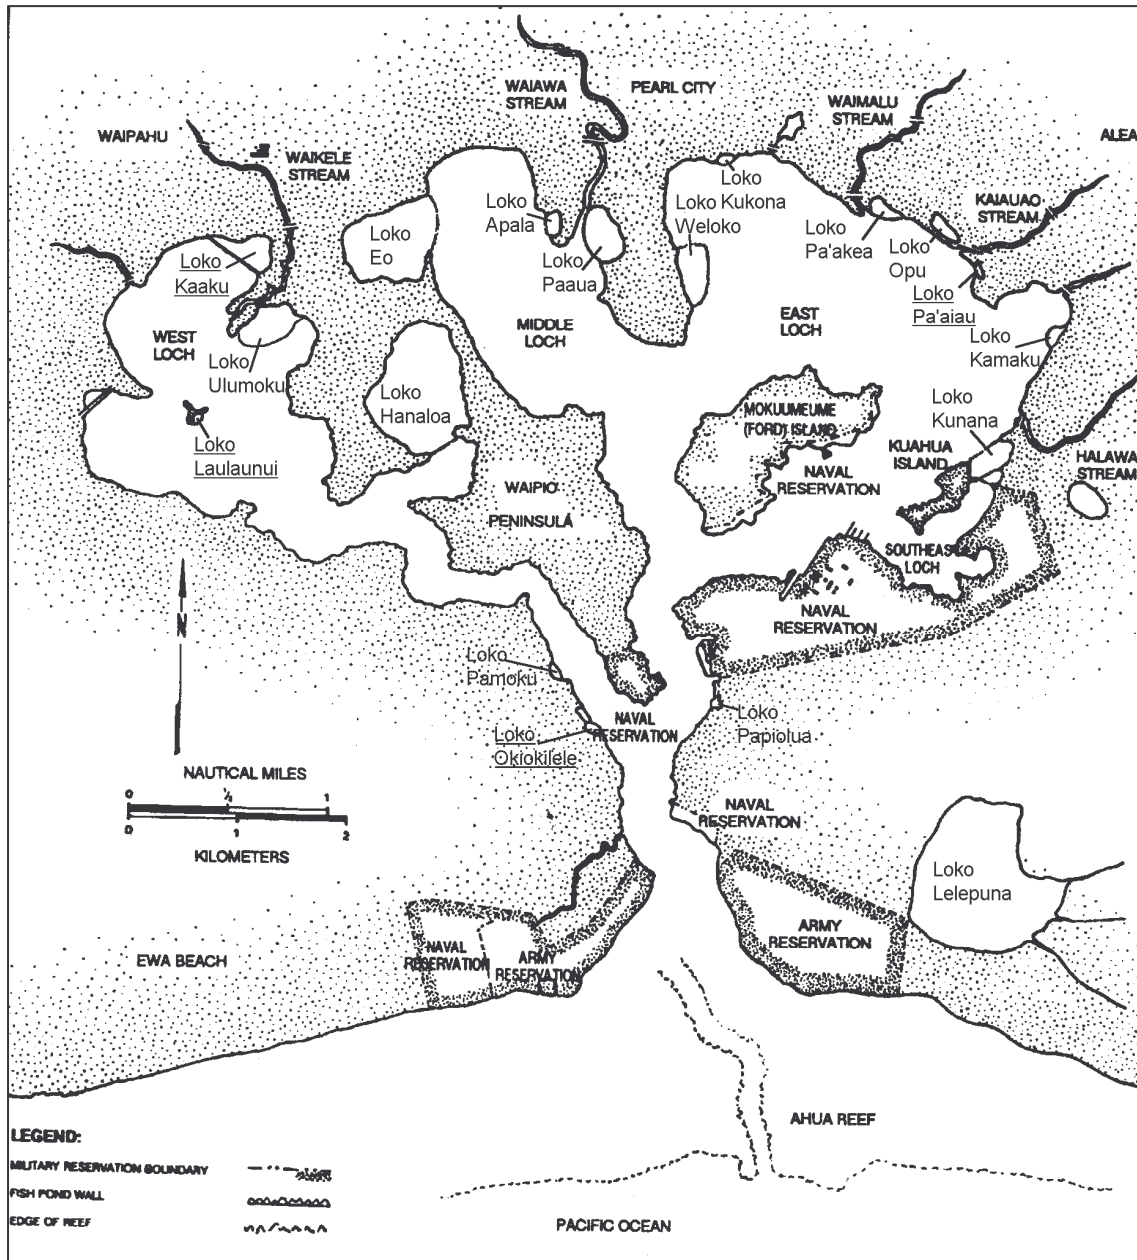 WAIAWA
STREAM
PEARL CITY
WAIMALU
STREAM
ALEA
WAIPAHU
WAIKELE
STREAM
Loko
Kukona
Loko
Weloko
KAIAUAO
STREAM
Loko
Apala
Loko
Eo
Loko
Pa'akea
Loko
Opu
Loko
Kaaku
Loko
Paaua
Loko
Pa'aiau
WEST
LOCH
MIDDLE
LOCH
EAST
LOCH
Loko
Kamaku
Loko
Ulumoku
Loko
Hanaloa
Loko
Kunana
MOKUUMEUME
(FORD) ISLAND
Loko
Laulaunui
KUAHUA
ISLAND
HALAWA
STREAM
NAVAL
RESERVATION
WAIPIO
PENINSULA
SOUTHEAST
LOCH
NAVAL
RESERVATION
N
Loko
Pamoku
Loko
Okiokilele
NAVAL
RESERVATION
Loko
Papiolua
NAUTICAL MILES
0 ½ 1
0 1 2
KILOMETERS
NAVAL
RESERVATION
Loko
Lelepuna
ARMY
RESERVATION
EWA BEACH
NAVAL
RESERVATION
ARMY
RESERVATION
AHUA REEF
LEGEND:
MILITARY RESERVATION BOUNDARY
FISH POND WALL
EDGE OF REEF
PACIFIC OCEAN